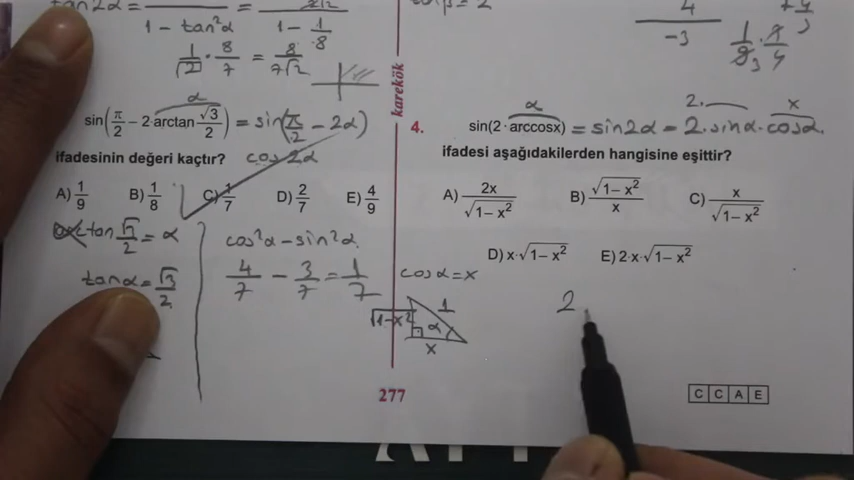 tan2α = 1 - tan²α = 1 - 1/8
1/√2 · 8/7 = 8/7√2
α
sin(π/2 - 2·arctan √3/2) = sin(π/2 - 2α)
ifadesinin değeri kaçtır? cos2α
A) 1/9 B) 1/8 C) 1/7 D) 2/7 E) 4/9
tan √3/2 = α
tanα = √3/2
cos²α - sin²α
4/7 - 3/7 = 1/7
karekök
4/-3
α 2. x
4. sin(2·arccosx) = sin2α = 2·sinα·cosα.
ifadesi aşağıdakilerden hangisine eşittir?
A) 2x/√1-x² B) √1-x²/x C) x/√1-x²
D) x·√1-x² E) 2·x·√1-x²
cosα = x
1
√1-x² α
x
2
277
C C A E